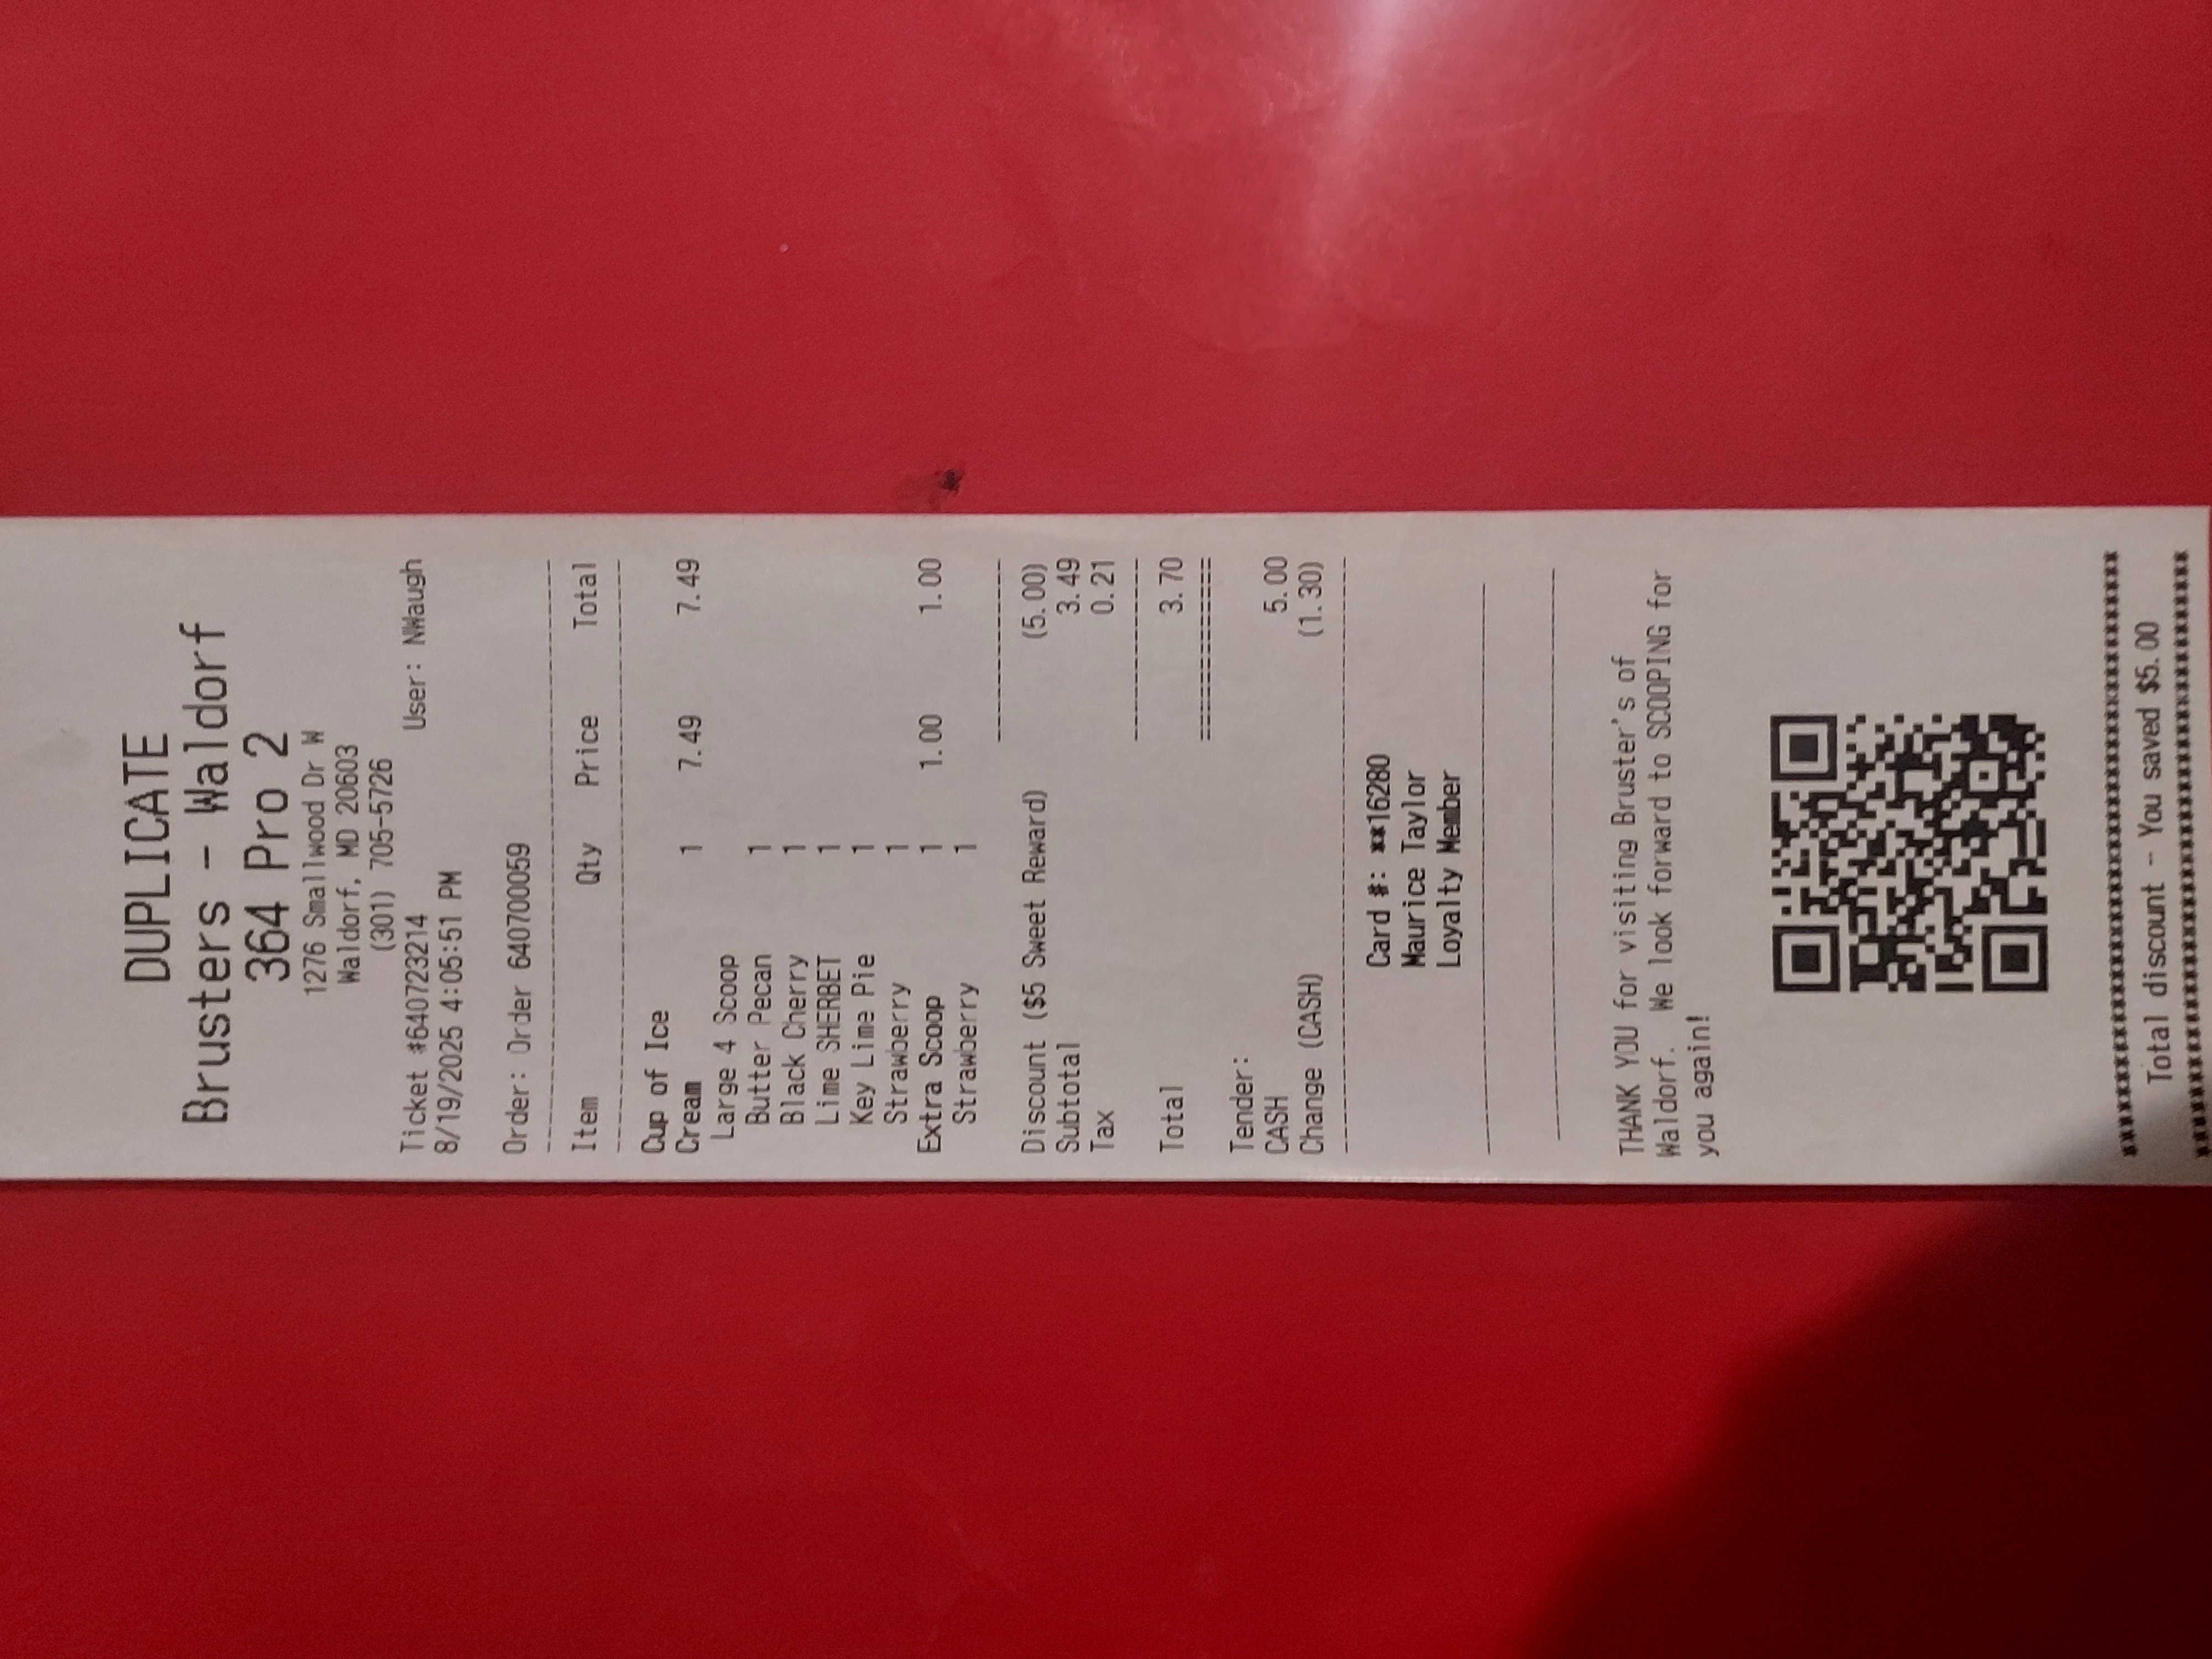 DUPLICATE
Brusters - Waldorf
364 Pro 2
1276 Smallwood Dr W
Waldorf, MD 20603
(301) 705-5726
Ticket #640723214 User: NWaugh
8/19/2025 4:05:51 PM
Order: Order 640700059
Item Qty Price Total
Cup of Ice
Cream 1 7.49 7.49
Large 4 Scoop
Butter Pecan 1
Black Cherry 1
Lime SHERBET 1
Key Lime Pie 1
Strawberry 1
Extra Scoop 1 1.00 1.00
Strawberry 1
Discount ($5 Sweet Reward) (5.00)
Subtotal 3.49
Tax 0.21
Total 3.70
Tender:
CASH 5.00
Change (CASH) (1.30)
Card #: **16280
Maurice Taylor
Loyalty Member
THANK YOU for visiting Bruster's of
Waldorf. We look forward to SCOOPING for
you again!
Total discount - You saved $5.00